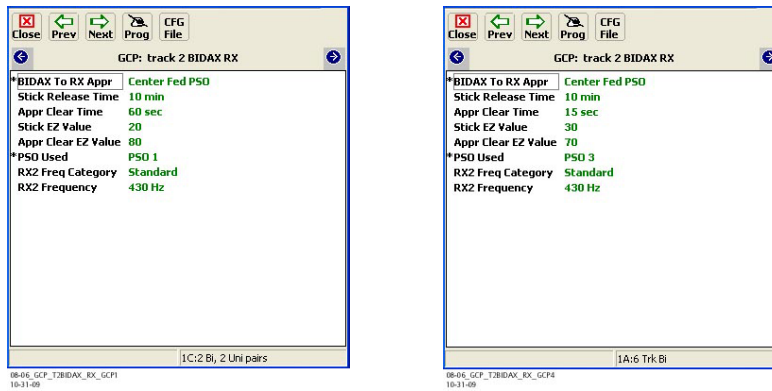 Close Prev Next Prog CFG File
GCP: track 2 BIDAX RX
*BIDAX To RX Appr Center Fed PSO
Stick Release Time 10 min
Appr Clear Time 60 sec
Stick EZ Value 20
Appr Clear EZ Value 80
*PSO Used PSO 1
RX2 Freq Category Standard
RX2 Frequency 430 Hz
1C:2 Bi, 2 Uni pairs
08-06_GCP_T2BIDAX_RX_GCP1
10-31-09
Close Prev Next Prog CFG File
GCP: track 2 BIDAX RX
*BIDAX To RX Appr Center Fed PSO
Stick Release Time 10 min
Appr Clear Time 15 sec
Stick EZ Value 30
Appr Clear EZ Value 70
*PSO Used PSO 3
RX2 Freq Category Standard
RX2 Frequency 430 Hz
1A:6 Trk Bi
08-06_GCP_T2BIDAX_RX_GCP4
10-31-09